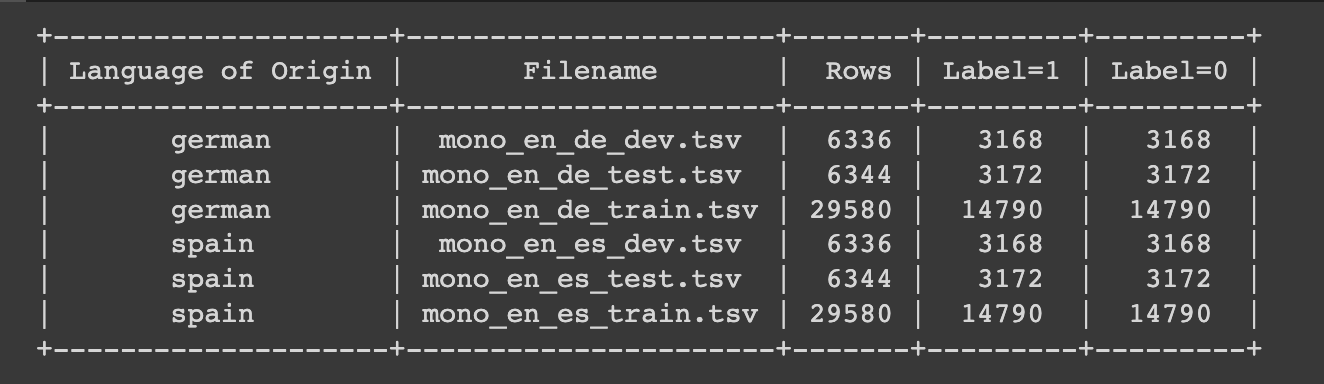 +--------------------+----------------------+-------+---------+---------+
| Language of Origin |       Filename       |  Rows | Label=1 | Label=0 |
+--------------------+----------------------+-------+---------+---------+
|       german       |  mono_en_de_dev.tsv  |  6336 |   3168  |   3168  |
|       german       | mono_en_de_test.tsv  |  6344 |   3172  |   3172  |
|       german       | mono_en_de_train.tsv | 29580 |  14790  |  14790  |
|       spain        |  mono_en_es_dev.tsv  |  6336 |   3168  |   3168  |
|       spain        | mono_en_es_test.tsv  |  6344 |   3172  |   3172  |
|       spain        | mono_en_es_train.tsv | 29580 |  14790  |  14790  |
+--------------------+----------------------+-------+---------+---------+